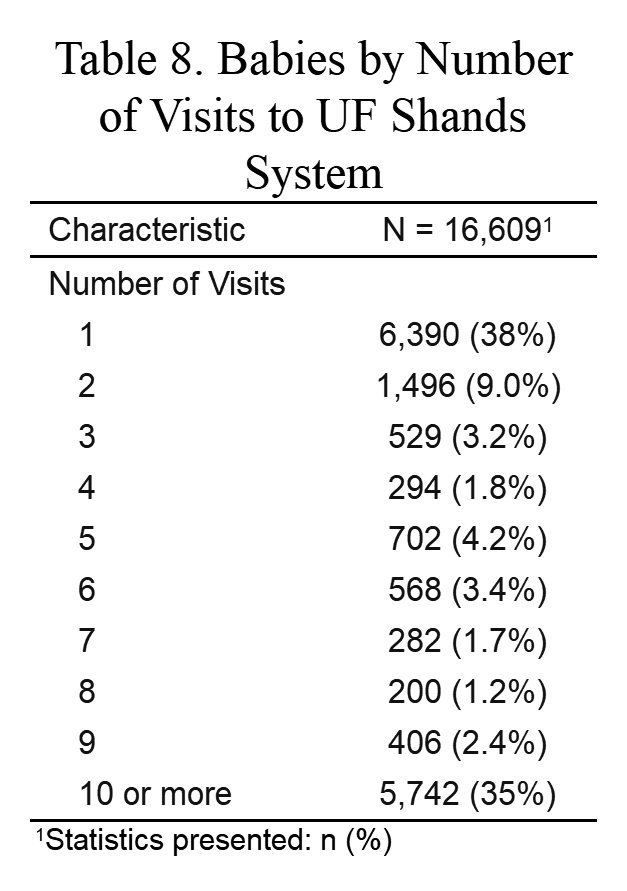 Table 8. Babies by Number
of Visits to UF Shands
System
Characteristic N = 16,609¹
Number of Visits
1 6,390 (38%)
2 1,496 (9.0%)
3 529 (3.2%)
4 294 (1.8%)
5 702 (4.2%)
6 568 (3.4%)
7 282 (1.7%)
8 200 (1.2%)
9 406 (2.4%)
10 or more 5,742 (35%)
¹Statistics presented: n (%)